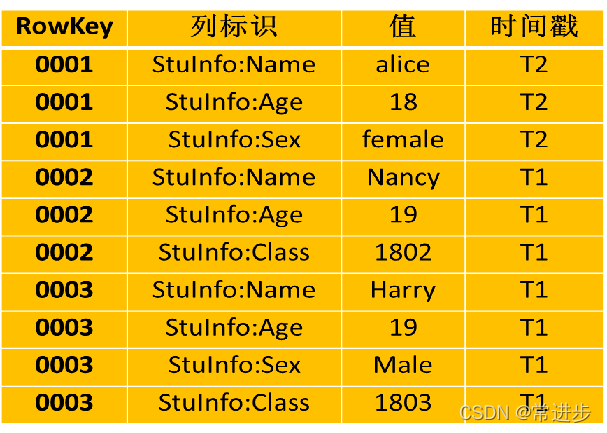 RowKey 列标识 值 时间戳
0001 StuInfo:Name alice T2
0001 StuInfo:Age 18 T2
0001 StuInfo:Sex female T2
0002 StuInfo:Name Nancy T1
0002 StuInfo:Age 19 T1
0002 StuInfo:Class 1802 T1
0003 StuInfo:Name Harry T1
0003 StuInfo:Age 19 T1
0003 StuInfo:Sex Male T1
0003 StuInfo:Class 1803 T1
CSDN @常进步